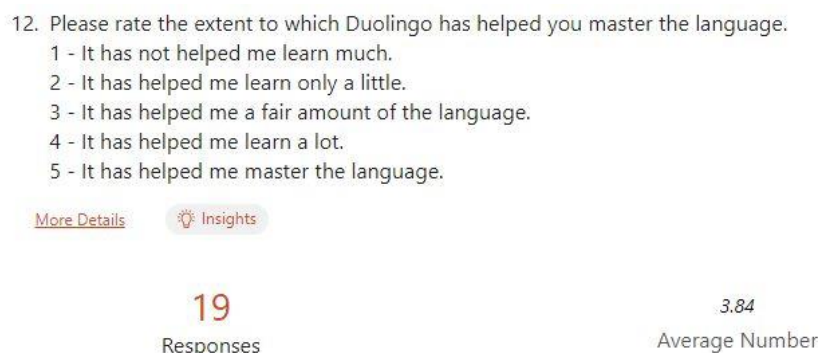 12. Please rate the extent to which Duolingo has helped you master the language.
1 - It has not helped me learn much.
2 - It has helped me learn only a little.
3 - It has helped me a fair amount of the language.
4 - It has helped me learn a lot.
5 - It has helped me master the language.
More Details Insights
19 3.84
Responses Average Number